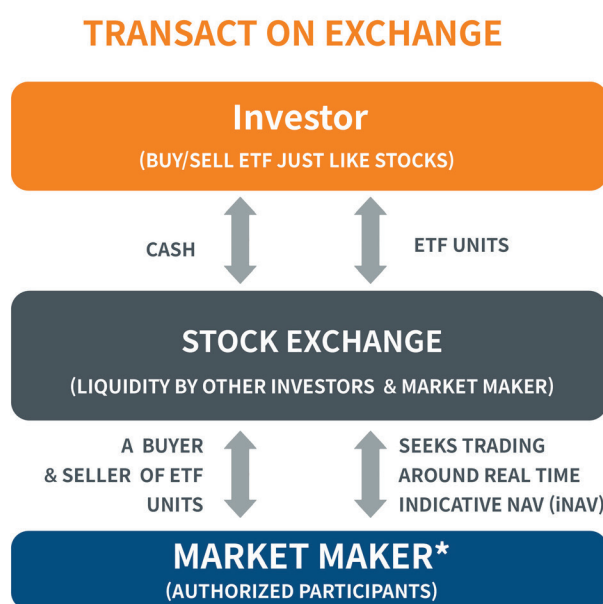 TRANSACT ON EXCHANGE
Investor
(BUY/SELL ETF JUST LIKE STOCKS)
CASH
ETF UNITS
STOCK EXCHANGE
(LIQUIDITY BY OTHER INVESTORS & MARKET MAKER)
A BUYER
& SELLER OF ETF
UNITS
SEEKS TRADING
AROUND REAL TIME
INDICATIVE NAV (iNAV)
MARKET MAKER*
(AUTHORIZED PARTICIPANTS)